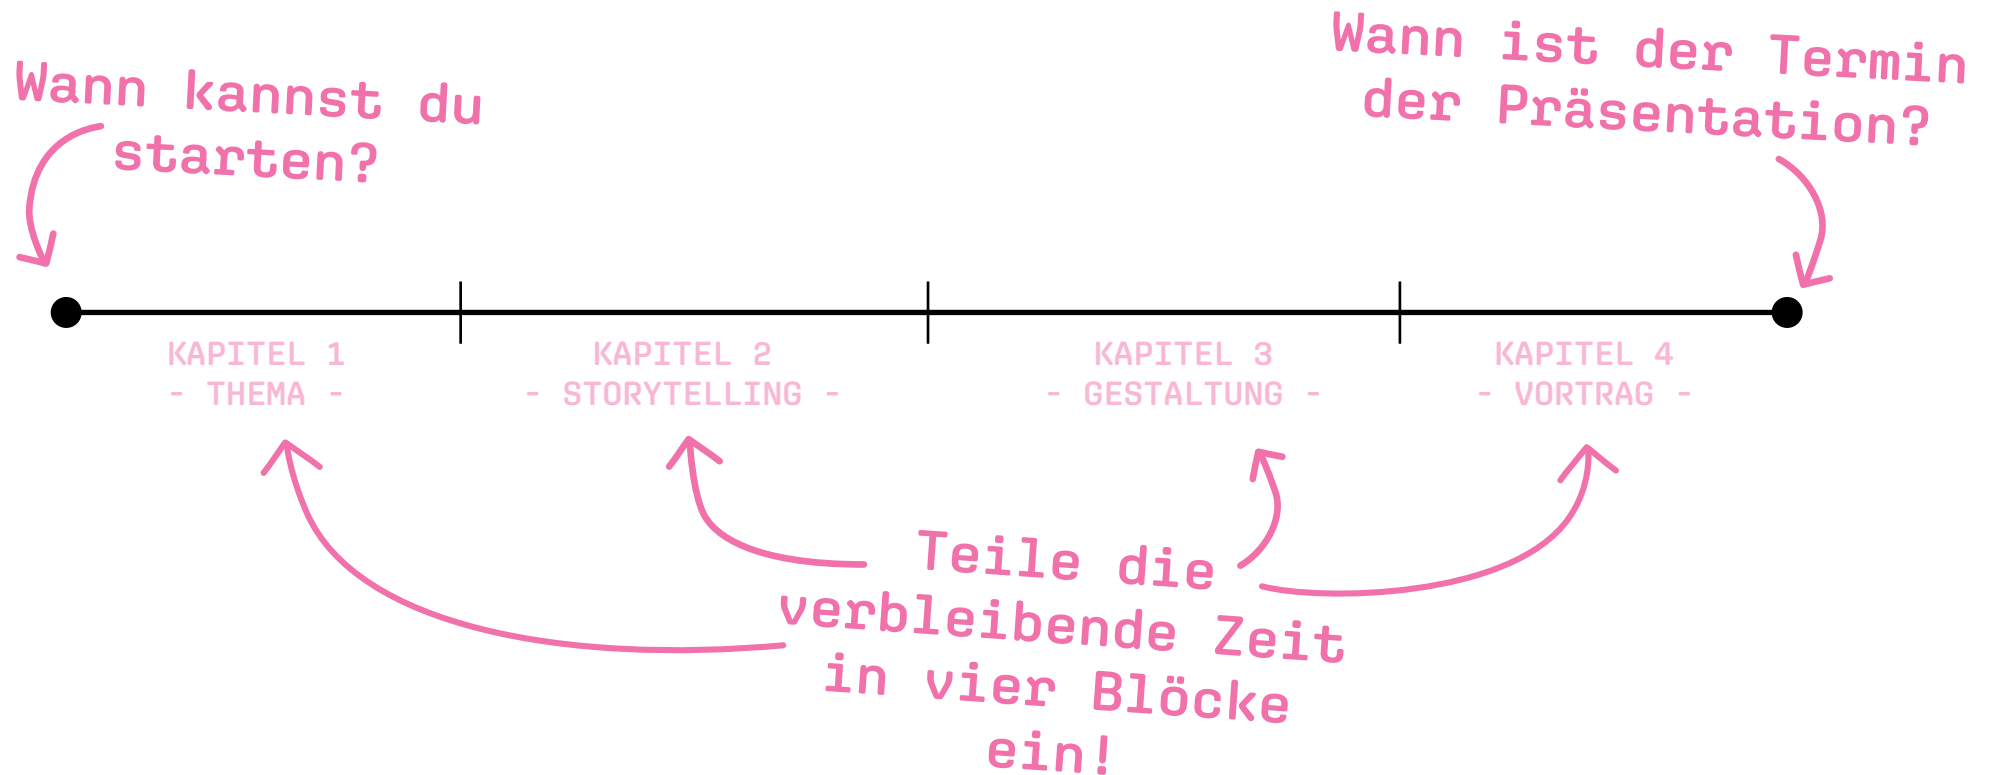 Wann kannst du
starten?
Wann ist der Termin
der Präsentation?
KAPITEL 1
- THEMA -
KAPITEL 2
- STORYTELLING -
KAPITEL 3
- GESTALTUNG -
KAPITEL 4
- VORTRAG -
Teile die
verbleibende Zeit
in vier Blöcke
ein!